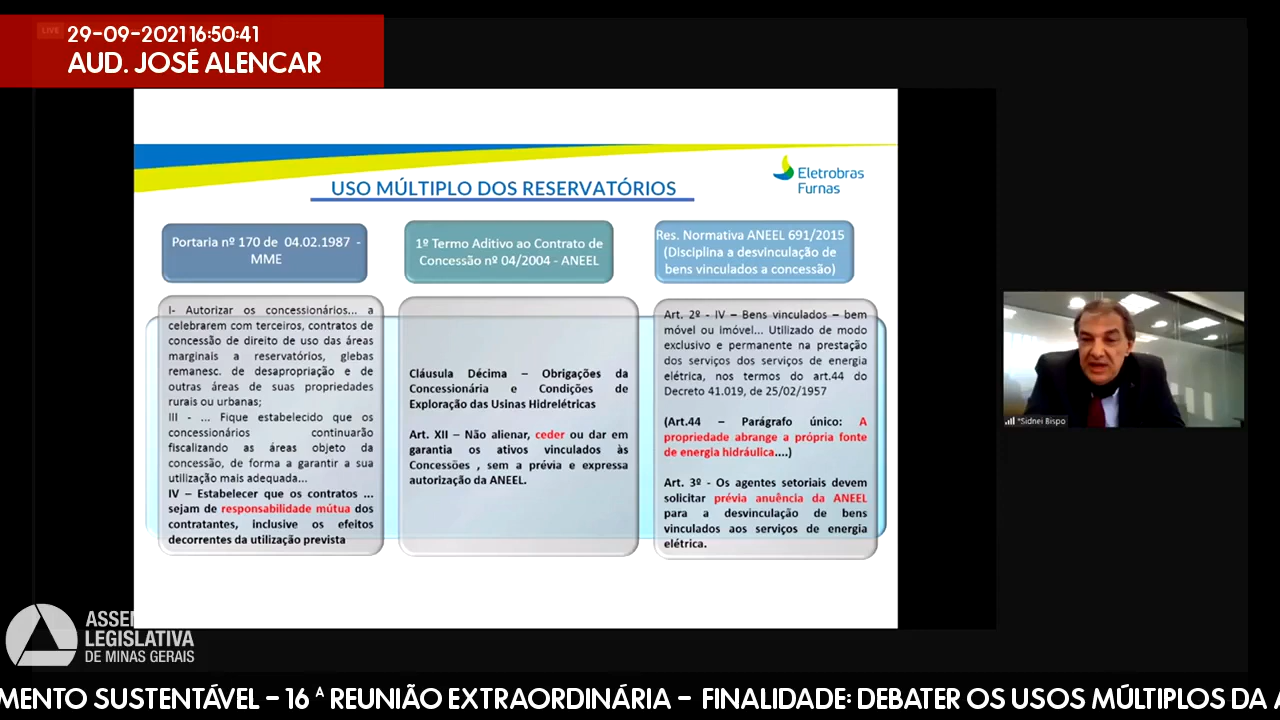 LIVE
29-09-2021 16:50:41
AUD. JOSÉ ALENCAR
Eletrobras
Furnas
USO MÚLTIPLO DOS RESERVATÓRIOS
Portaria nº 170 de 04.02.1987 -
MME
I- Autorizar os concessionários... a
celebrarem com terceiros, contratos de
concessão de direito de uso das áreas
marginais a reservatórios, glebas
remanesc. de desapropriação e de
outras áreas de suas propriedades
rurais ou urbanas;
III - ... Fique estabelecido que os
concessionários continuarão
fiscalizando as áreas objeto da
concessão, de forma a garantir a sua
utilização mais adequada...
IV – Estabelecer que os contratos ...
sejam de responsabilidade mútua dos
contratantes, inclusive os efeitos
decorrentes da utilização prevista
1º Termo Aditivo ao Contrato de
Concessão nº 04/2004 - ANEEL
Cláusula Décima – Obrigações da
Concessionária e Condições de
Exploração das Usinas Hidrelétricas
Art. XII – Não alienar, ceder ou dar em
garantia os ativos vinculados às
Concessões , sem a prévia e expressa
autorização da ANEEL.
Res. Normativa ANEEL 691/2015
(Disciplina a desvinculação de
bens vinculados a concessão)
Art. 2º - IV – Bens vinculados – bem
móvel ou imóvel... Utilizado de modo
exclusivo e permanente na prestação
dos serviços dos serviços de energia
elétrica, nos termos do art.44 do
Decreto 41.019, de 25/02/1957
(Art.44 – Parágrafo único: A
propriedade abrange a própria fonte
de energia hidráulica....)
Art. 3º - Os agentes setoriais devem
solicitar prévia anuência da ANEEL
para a desvinculação de bens
vinculados aos serviços de energia
elétrica.
*Sidnei Bispo
ASSE
LEGISLATIVA
DE MINAS GERAIS
MENTO SUSTENTÁVEL – 16 ª REUNIÃO EXTRAORDINÁRIA – FINALIDADE: DEBATER OS USOS MÚLTIPLOS DA